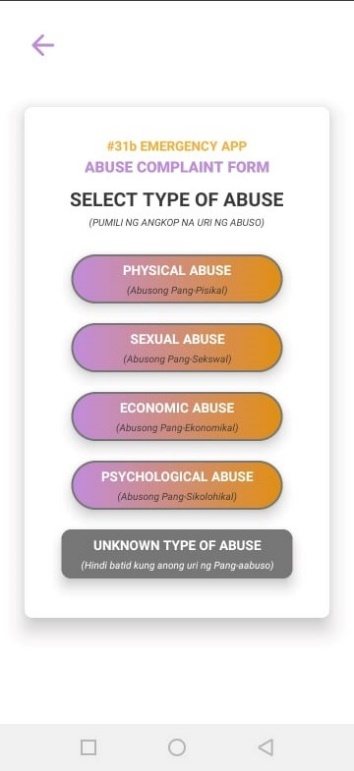 #31b EMERGENCY APP
ABUSE COMPLAINT FORM
SELECT TYPE OF ABUSE
(PUMILI NG ANGKOP NA URI NG ABUSO)
PHYSICAL ABUSE
(Abusong Pang-Pisikal)
SEXUAL ABUSE
(Abusong Pang-Sekswal)
ECONOMIC ABUSE
(Abusong Pang-Ekonomikal)
PSYCHOLOGICAL ABUSE
(Abusong Pang-Sikolohikal)
UNKNOWN TYPE OF ABUSE
(Hindi batid kung anong uri ng Pang-aabuso)